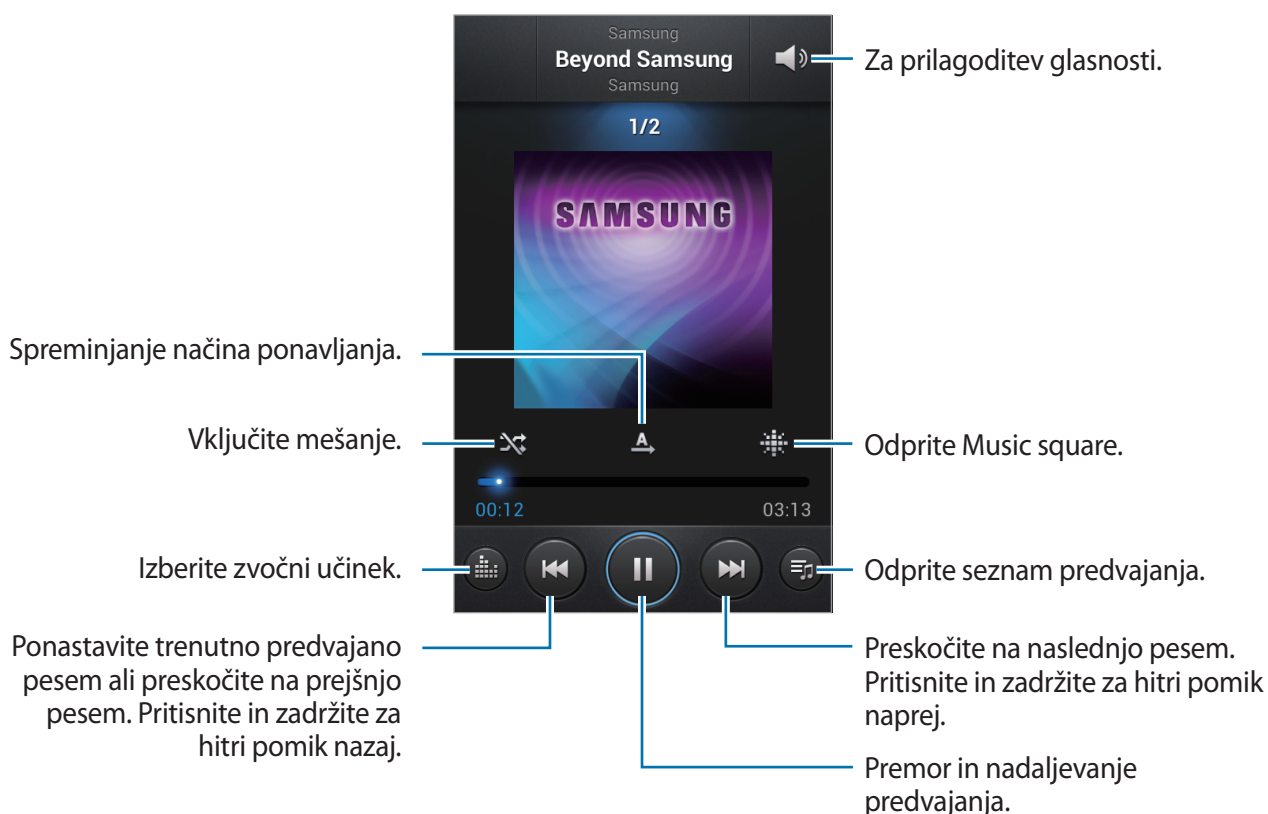 Samsung
Beyond Samsung
Samsung
Za prilagoditev glasnosti.
1/2
SAMSUNG
Spreminjanje načina ponavljanja.
Vključite mešanje.
A
Odprite Music square.
00:12
03:13
Izberite zvočni učinek.
Odprite seznam predvajanja.
Ponastavite trenutno predvajano
pesem ali preskočite na prejšnjo
pesem. Pritisnite in zadržite za
hitri pomik nazaj.
Preskočite na naslednjo pesem.
Pritisnite in zadržite za hitri pomik
naprej.
Premor in nadaljevanje
predvajanja.